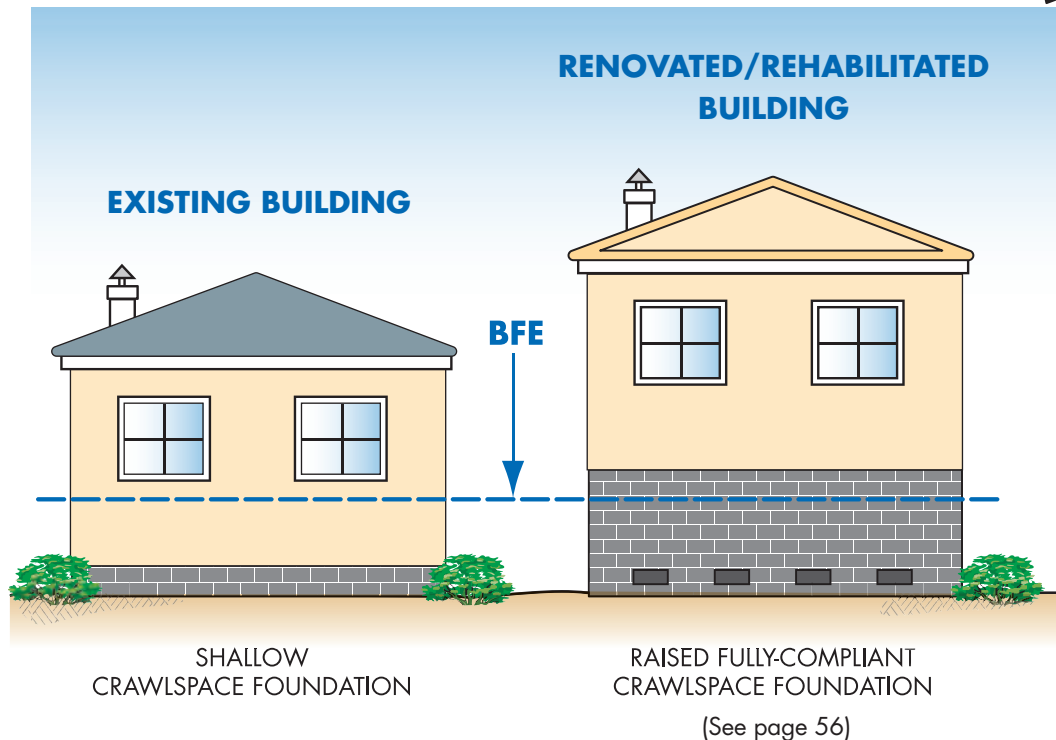 RENOVATED/REHABILITATED
BUILDING
EXISTING BUILDING
BFE
SHALLOW
CRAWLSPACE FOUNDATION
RAISED FULLY-COMPLIANT
CRAWLSPACE FOUNDATION
(See page 56)